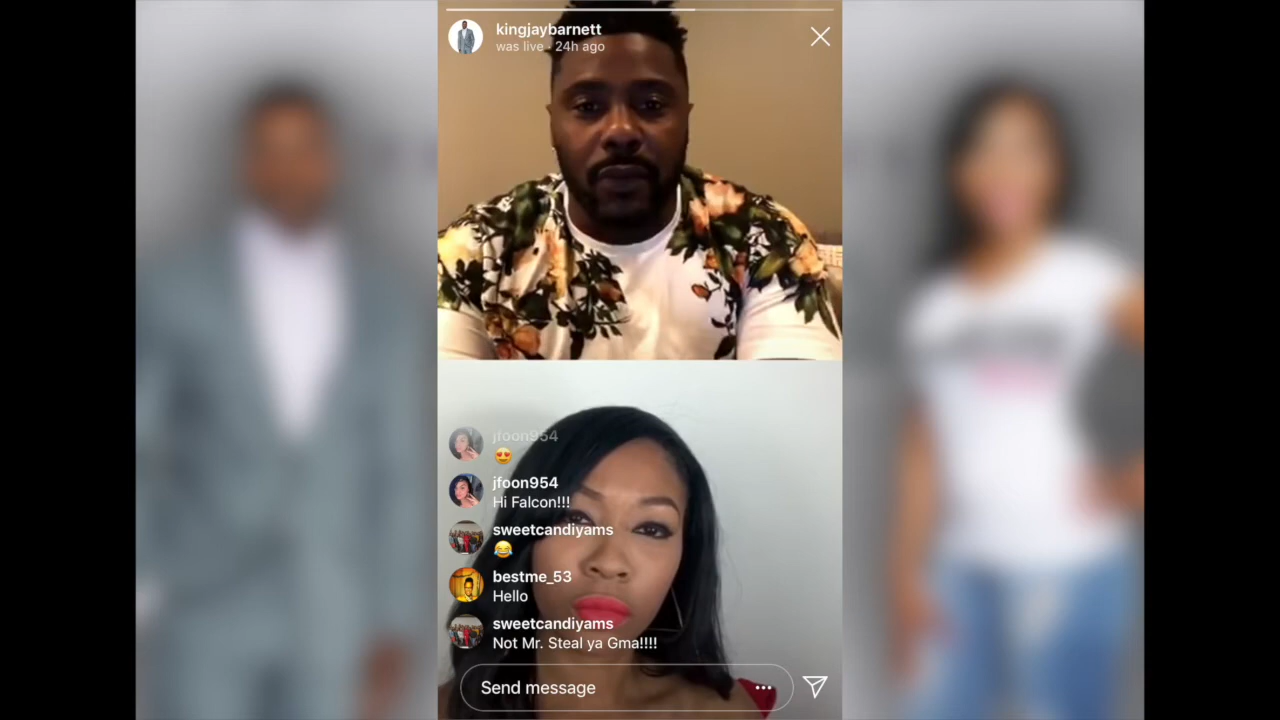 kingjaybarnett
was live · 24h ago
jfoon954
😍
jfoon954
Hi Falcon!!!
sweetcandiyams
😂
bestme_53
Hello
sweetcandiyams
Not Mr. Steal ya Gma!!!!
Send message